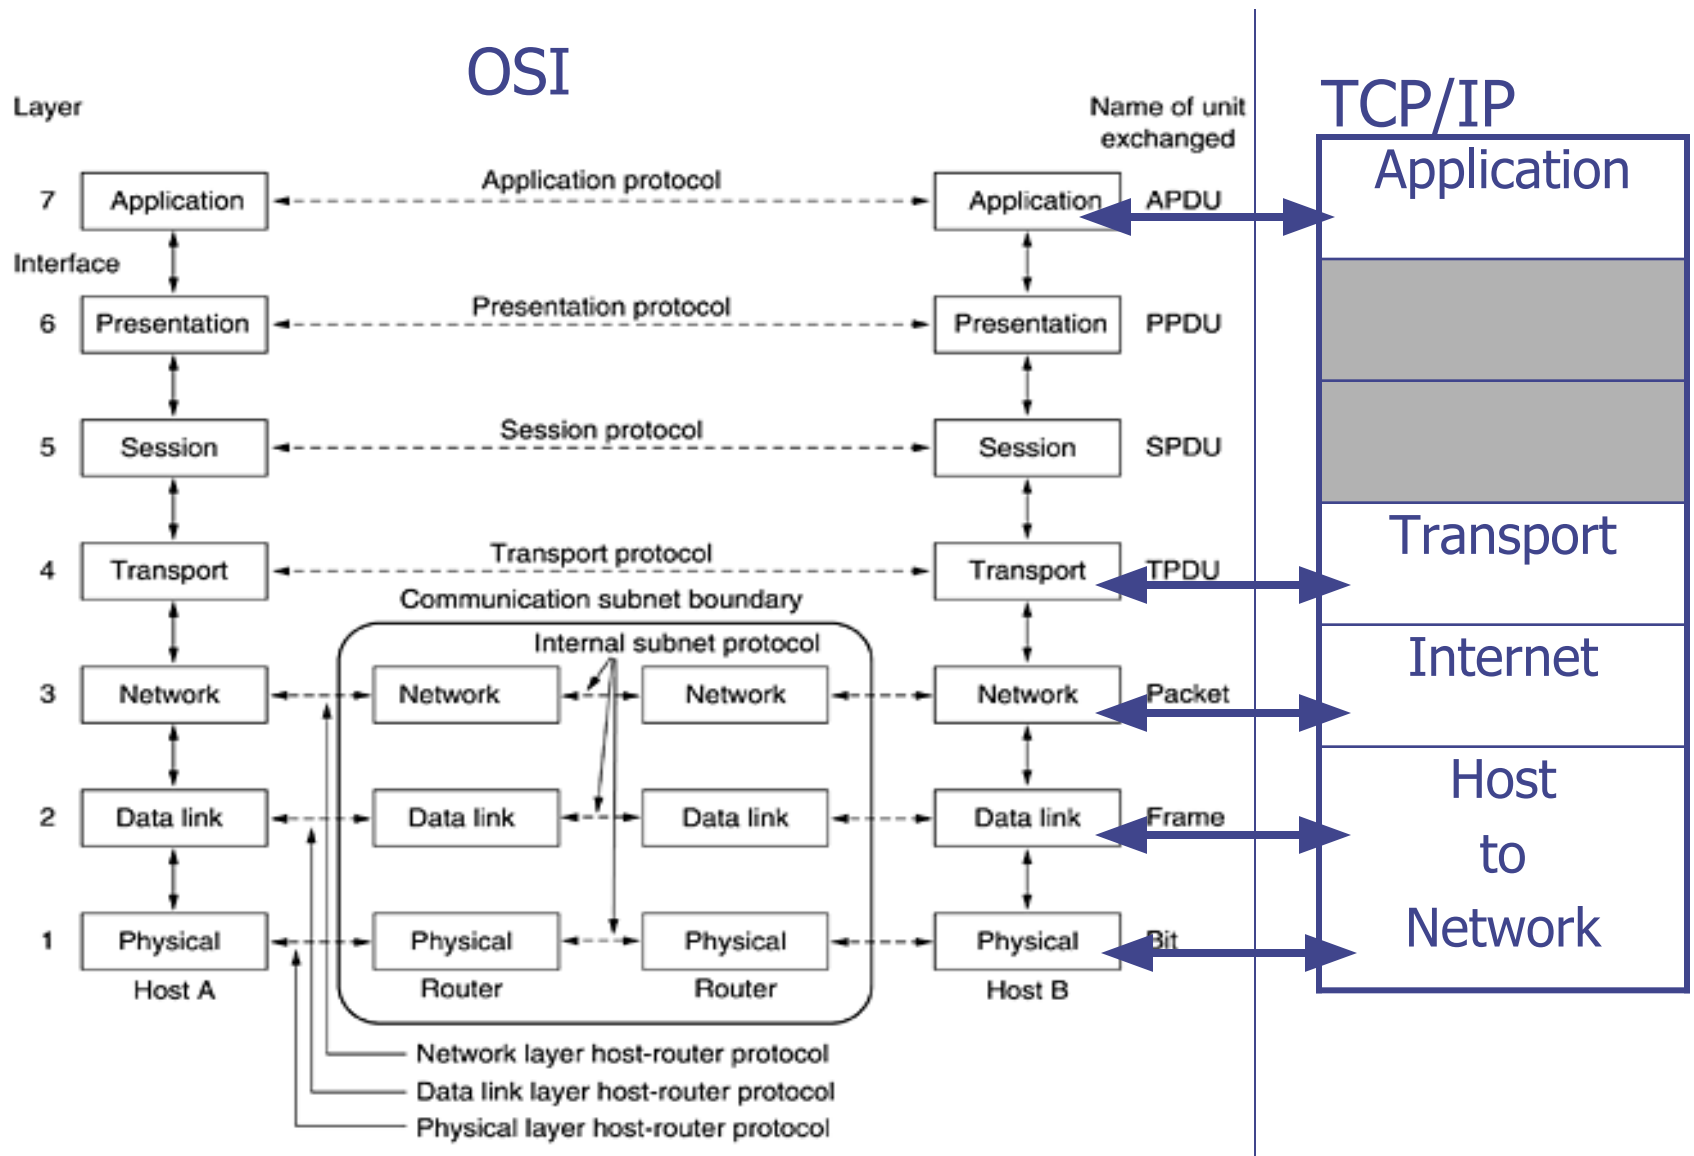 OSI
TCP/IP
Layer
Name of unit
exchanged
7
Application
Application protocol
Application
APDU
Application
Interface
6
Presentation
Presentation protocol
Presentation
PPDU
5
Session
Session protocol
Session
SPDU
4
Transport
Transport protocol
Transport
TPDU
Transport
Communication subnet boundary
Internal subnet protocol
3
Network
Network
Network
Network
Packet
Internet
2
Data link
Data link
Data link
Data link
Frame
Host
to
Network
1
Physical
Physical
Physical
Physical
Bit
Host A
Router
Router
Host B
Network layer host-router protocol
Data link layer host-router protocol
Physical layer host-router protocol